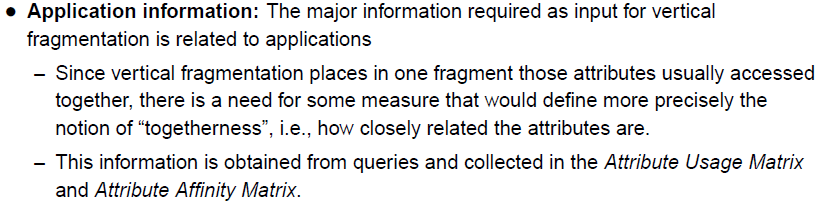 ● Application information: The major information required as input for vertical
fragmentation is related to applications
– Since vertical fragmentation places in one fragment those attributes usually accessed
together, there is a need for some measure that would define more precisely the
notion of “togetherness”, i.e., how closely related the attributes are.
– This information is obtained from queries and collected in the Attribute Usage Matrix
and Attribute Affinity Matrix.